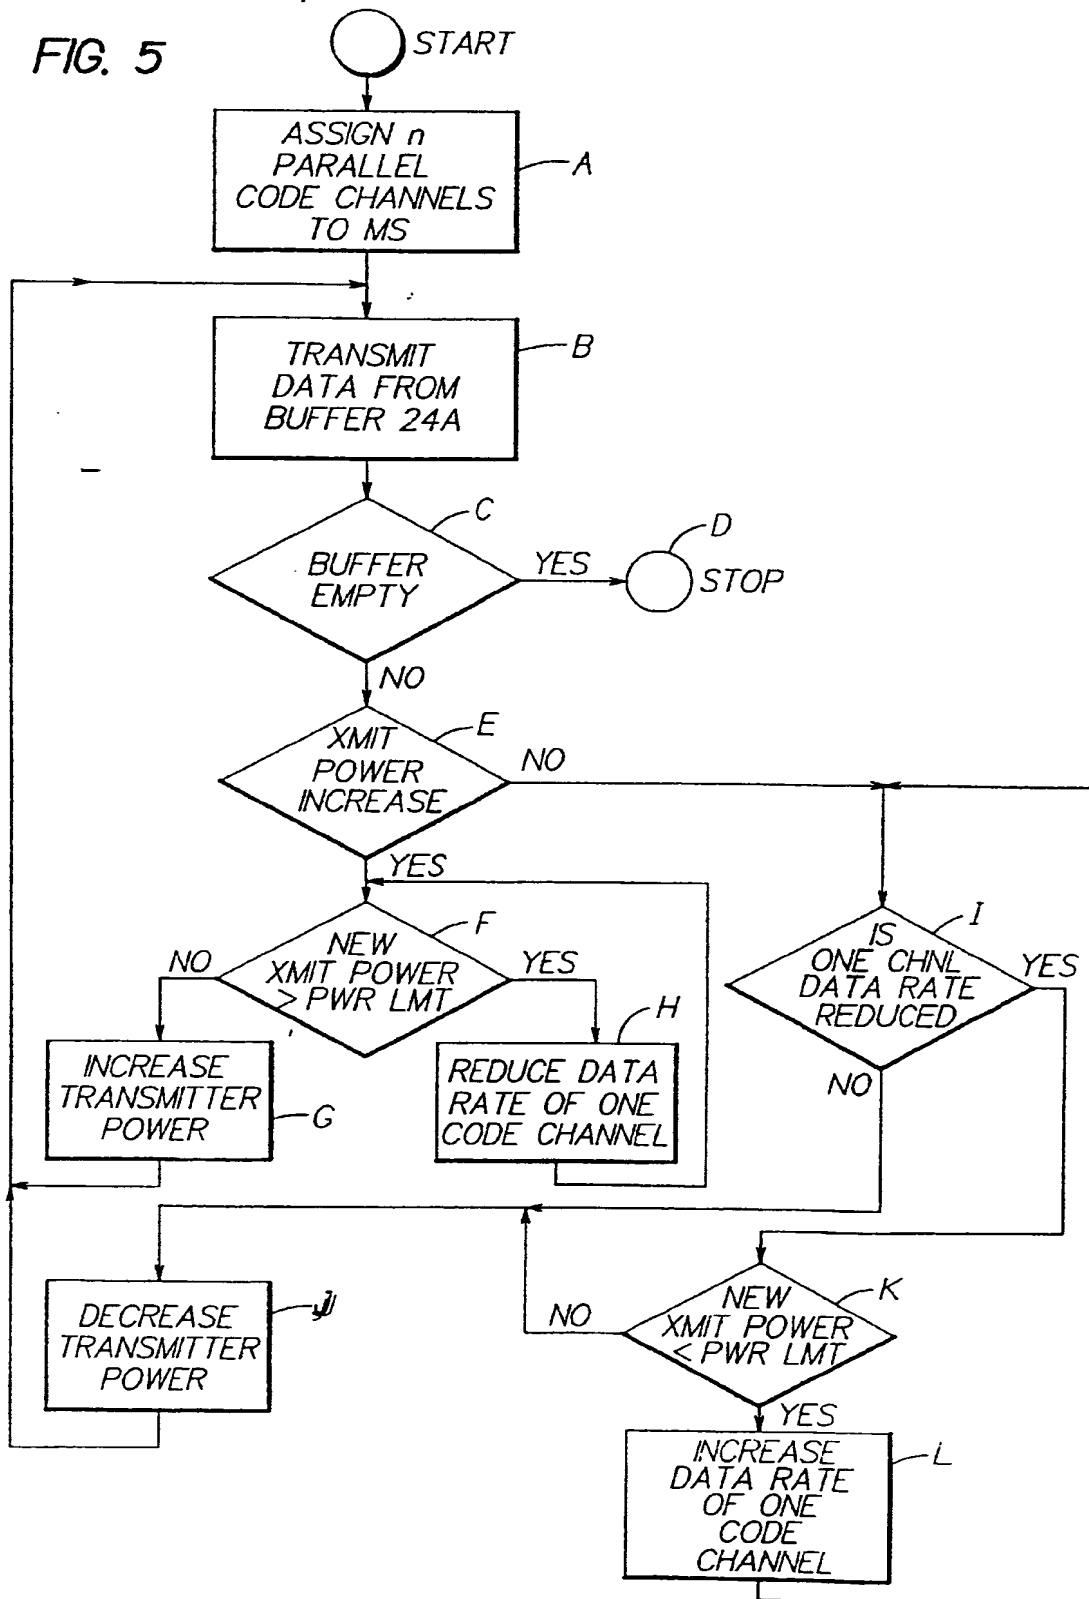 FIG. 5
START
ASSIGN n
PARALLEL
CODE CHANNELS
TO MS
A
TRANSMIT
DATA FROM
BUFFER 24A
B
C
BUFFER
EMPTY
YES
D
STOP
NO
E
XMIT
POWER
INCREASE
NO
YES
F
NEW
XMIT POWER
> PWR LMT
NO
YES
I
IS
ONE CHNL
DATA RATE
REDUCED
YES
NO
INCREASE
TRANSMITTER
POWER
G
H
REDUCE DATA
RATE OF ONE
CODE CHANNEL
DECREASE
TRANSMITTER
POWER
J
K
NEW
XMIT POWER
< PWR LMT
NO
YES
INCREASE
DATA RATE
OF ONE
CODE
CHANNEL
L